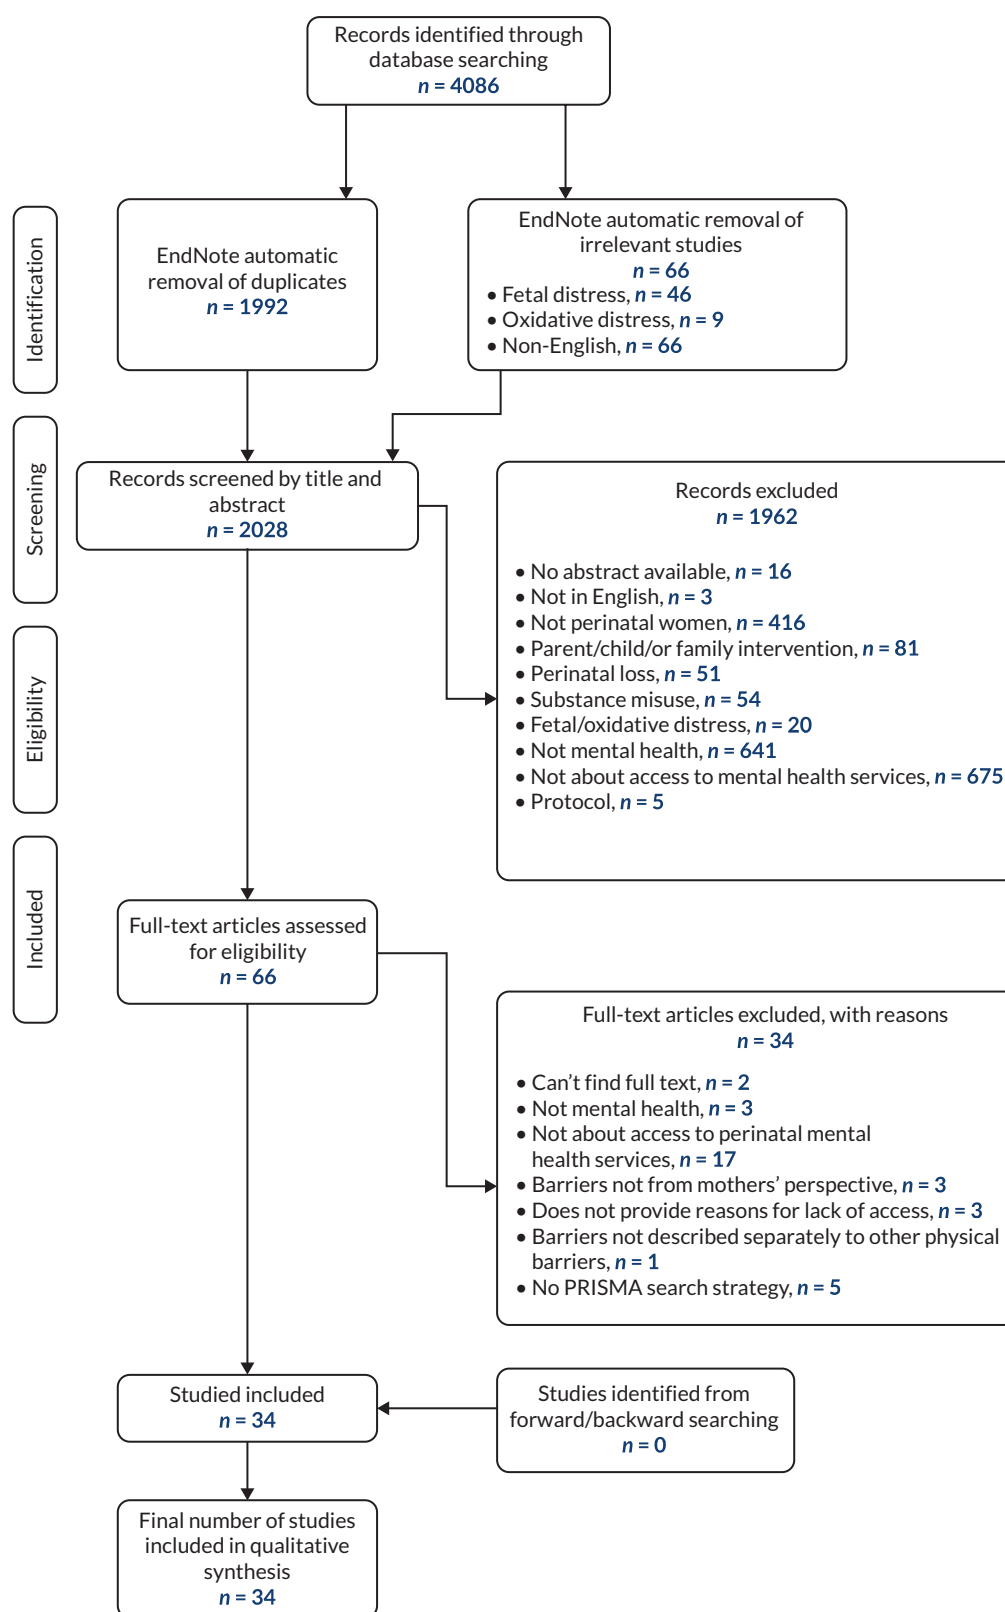 Records identified through
database searching
n = 4086
Identification
EndNote automatic
removal of duplicates
n = 1992
EndNote automatic removal of
irrelevant studies
n = 66
• Fetal distress, n = 46
• Oxidative distress, n = 9
• Non-English, n = 66
Screening
Records screened by title and
abstract
n = 2028
Records excluded
n = 1962
• No abstract available, n = 16
• Not in English, n = 3
• Not perinatal women, n = 416
• Parent/child/or family intervention, n = 81
• Perinatal loss, n = 51
• Substance misuse, n = 54
• Fetal/oxidative distress, n = 20
• Not mental health, n = 641
• Not about access to mental health services, n = 675
• Protocol, n = 5
Eligibility
Included
Full-text articles assessed
for eligibility
n = 66
Full-text articles excluded, with reasons
n = 34
• Can't find full text, n = 2
• Not mental health, n = 3
• Not about access to perinatal mental
health services, n = 17
• Barriers not from mothers' perspective, n = 3
• Does not provide reasons for lack of access, n = 3
• Barriers not described separately to other physical
barriers, n = 1
• No PRISMA search strategy, n = 5
Studied included
n = 34
Studies identified from
forward/backward searching
n = 0
Final number of studies
included in qualitative
synthesis
n = 34